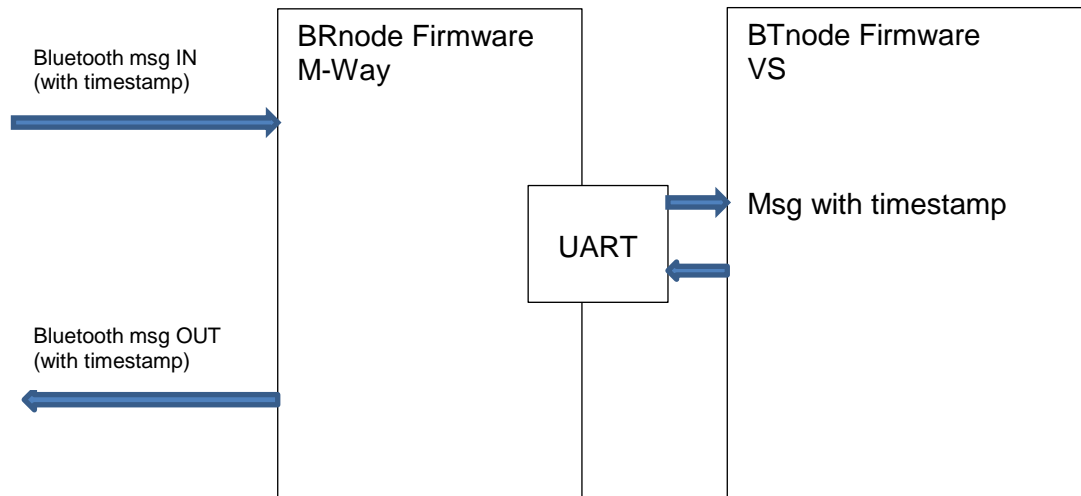 Bluetooth msg IN
(with timestamp)
BRnode Firmware
M-Way
BTnode Firmware
VS
UART
Msg with timestamp
Bluetooth msg OUT
(with timestamp)